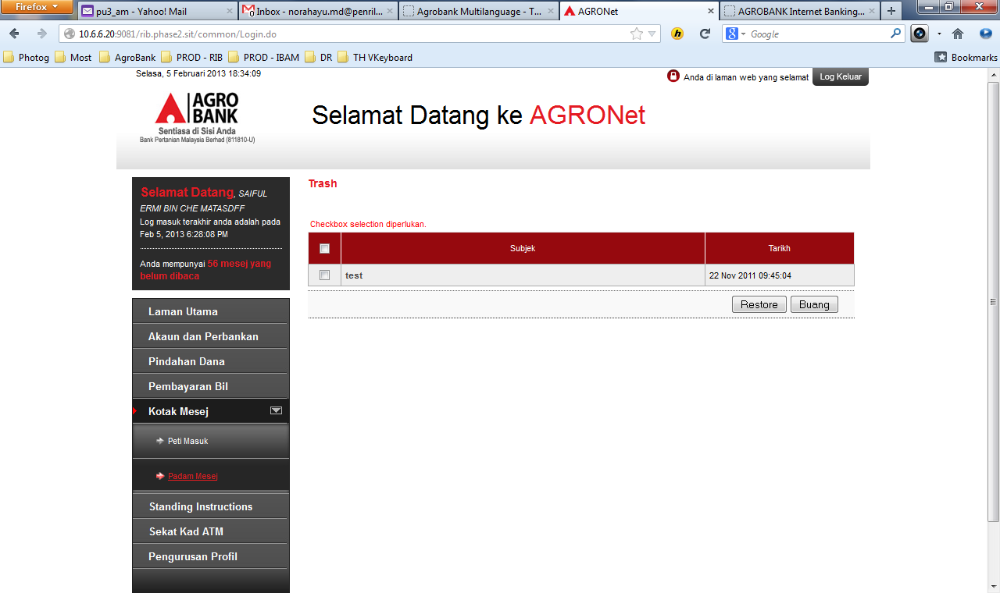 Firefox
pu3_am - Yahoo! Mail
Inbox - norahayu.md@penril...
Agrobank Multilanguage - T...
AGRONet
AGROBANK Internet Banking...
10.6.6.20:9081/rib.phase2.sit/common/Login.do
Google
Photog
Most
AgroBank
PROD - RIB
PROD - IBAM
DR
TH VKeyboard
Bookmarks
Selasa, 5 Februari 2013 18:34:09
Anda di laman web yang selamat
Log Keluar
AGRO
BANK
Sentiasa di Sisi Anda
Bank Pertanian Malaysia Berhad (811810-U)
Selamat Datang ke AGRONet
Selamat Datang, SAIFUL
ERMI BIN CHE MATASDFF
Log masuk terakhir anda adalah pada
Feb 5, 2013 6:28:08 PM
Anda mempunyai 56 mesej yang
belum dibaca
Laman Utama
Akaun dan Perbankan
Pindahan Dana
Pembayaran Bil
Kotak Mesej
Peti Masuk
Padam Mesej
Standing Instructions
Sekat Kad ATM
Pengurusan Profil
Trash
Checkbox selection diperlukan.
Subjek
Tarikh
test
22 Nov 2011 09:45:04
Restore
Buang